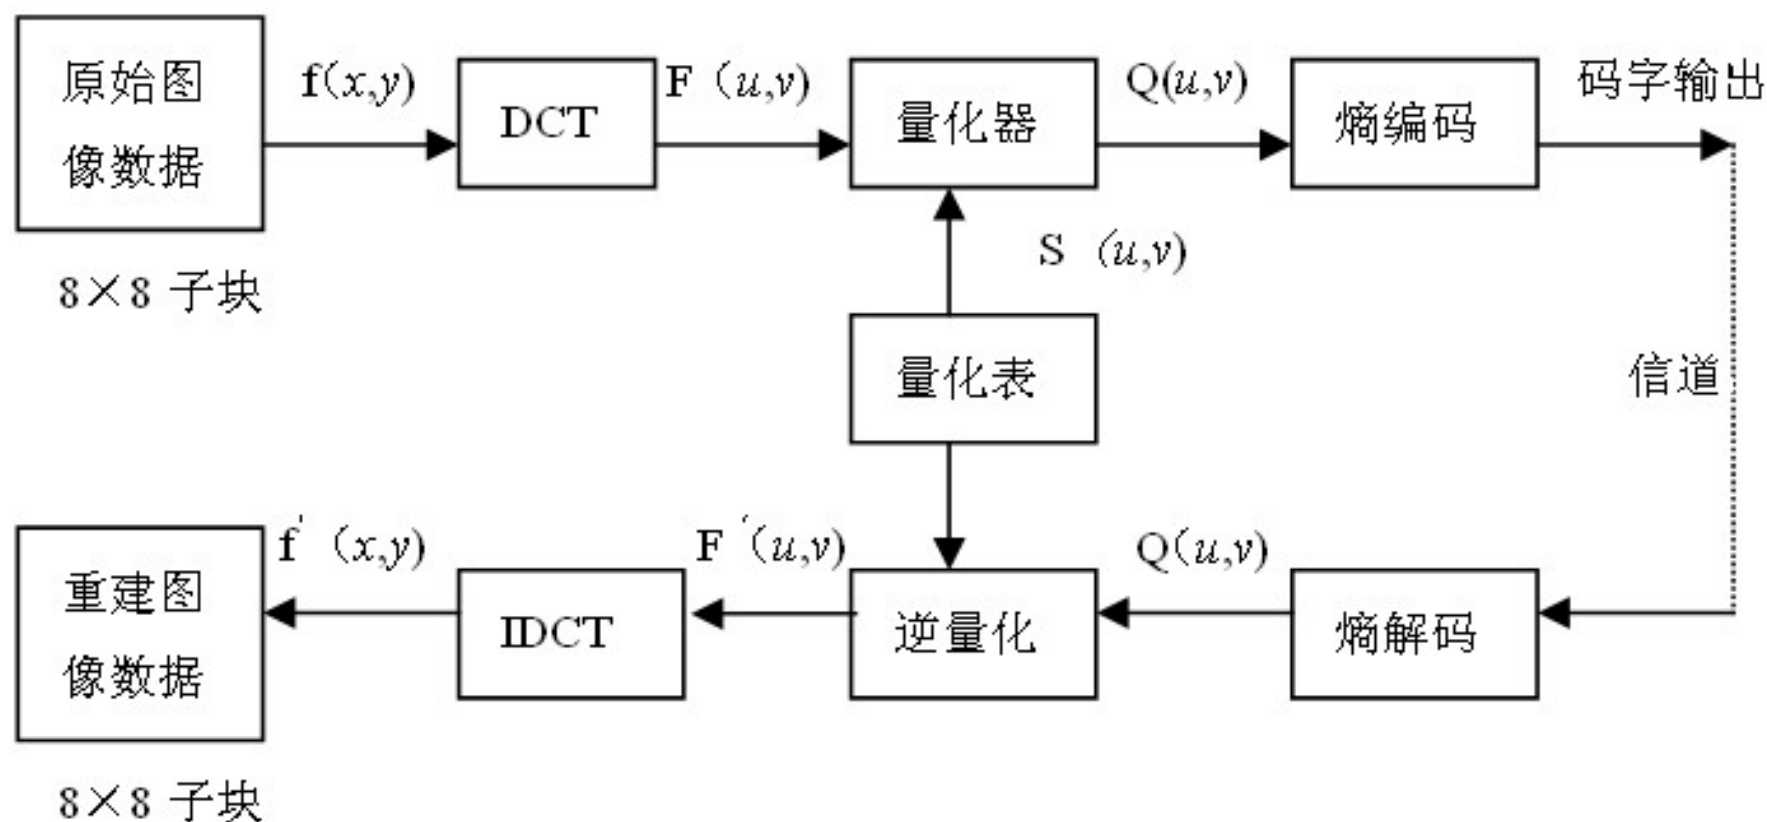 原始图
像数据
f(x,y)
DCT
F（u,v)
量化器
Q(u,v)
熵编码
码字输出
8×8 子块
S（u,v)
量化表
信道
重建图
像数据
f'（x,y)
IDCT
F‘（u,v)
逆量化
Q（u,v)
熵解码
8×8 子块